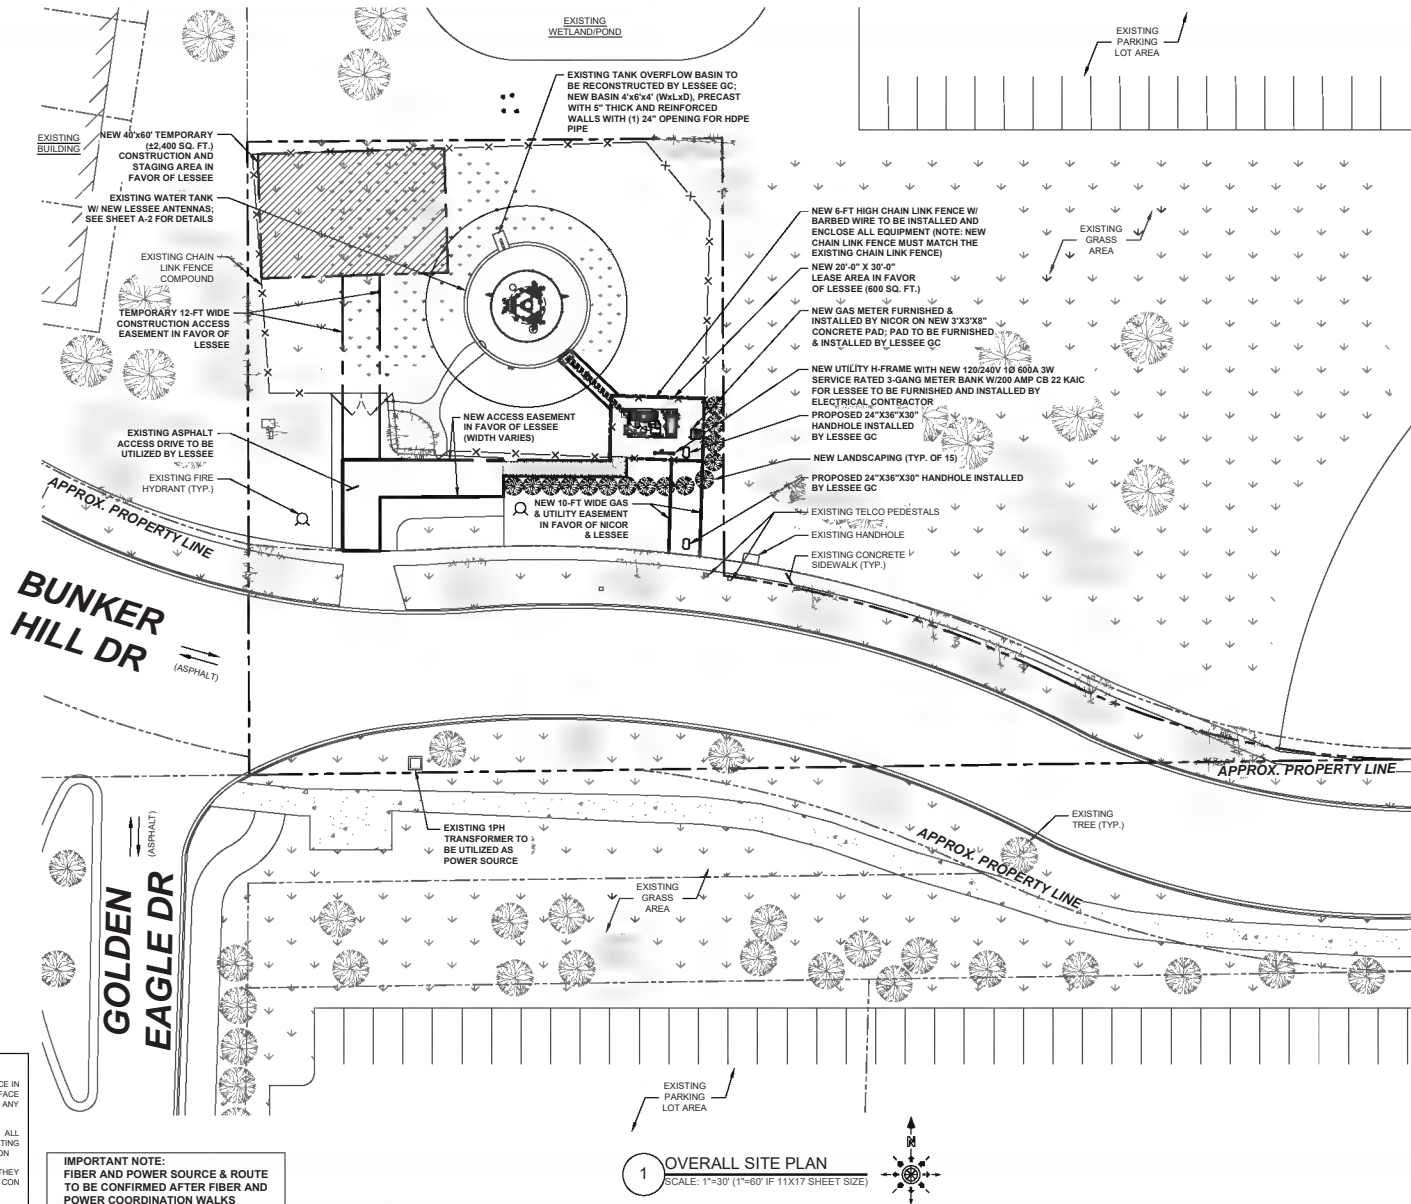 EXISTING
WETLAND/POND
EXISTING
PARKING
LOT AREA
EXISTING TANK OVERFLOW BASIN TO
BE RECONSTRUCTED BY LESSEE GC;
NEW BASIN 4'x6'x4' (WxLxD), PRECAST
WITH 5" THICK AND REINFORCED
WALLS WITH (1) 24" OPENING FOR HDPE
PIPE
EXISTING
BUILDING
NEW 40'x60' TEMPORARY
(±2,400 SQ. FT.)
CONSTRUCTION AND
STAGING AREA IN
FAVOR OF LESSEE
EXISTING WATER TANK
W/ NEW LESSEE ANTENNAS;
SEE SHEET A-2 FOR DETAILS
EXISTING CHAIN
LINK FENCE
COMPOUND
TEMPORARY 12-FT WIDE
CONSTRUCTION ACCESS
EASEMENT IN FAVOR OF
LESSEE
NEW 6-FT HIGH CHAIN LINK FENCE W/
BARBED WIRE TO BE INSTALLED AND
ENCLOSE ALL EQUIPMENT (NOTE: NEW
CHAIN LINK FENCE MUST MATCH THE
EXISTING CHAIN LINK FENCE)
EXISTING
GRASS
AREA
NEW 20'-0" X 30'-0"
LEASE AREA IN FAVOR
OF LESSEE (600 SQ. FT.)
NEW GAS METER FURNISHED &
INSTALLED BY NICOR ON NEW 3'X3'X8"
CONCRETE PAD; PAD TO BE FURNISHED
& INSTALLED BY LESSEE GC
NEW UTILITY H-FRAME WITH NEW 120/240V 1Ø 600A 3W
SERVICE RATED 3-GANG METER BANK W/200 AMP CB 22 KAIC
FOR LESSEE TO BE FURNISHED AND INSTALLED BY
ELECTRICAL CONTRACTOR
PROPOSED 24"X36"X30"
HANDHOLE INSTALLED
BY LESSEE GC
NEW ACCESS EASEMENT
IN FAVOR OF LESSEE
(WIDTH VARIES)
EXISTING ASPHALT
ACCESS DRIVE TO BE
UTILIZED BY LESSEE
EXISTING FIRE
HYDRANT (TYP.)
NEW LANDSCAPING (TYP. OF 15)
PROPOSED 24"X36"X30" HANDHOLE INSTALLED
BY LESSEE GC
NEW 10-FT WIDE GAS
& UTILITY EASEMENT
IN FAVOR OF NICOR
& LESSEE
EXISTING TELCO PEDESTALS
EXISTING HANDHOLE
EXISTING CONCRETE
SIDEWALK (TYP.)
APPROX. PROPERTY LINE
BUNKER
HILL DR
(ASPHALT)
APPROX. PROPERTY LINE
EXISTING
TREE (TYP.)
APPROX. PROPERTY LINE
EXISTING 1PH
TRANSFORMER TO
BE UTILIZED AS
POWER SOURCE
(ASPHALT)
GOLDEN
EAGLE DR
EXISTING
GRASS
AREA
EXISTING
PARKING
LOT AREA
CE IN
FACE
ANY
ALL
TING
ON
THEY
CON
IMPORTANT NOTE:
FIBER AND POWER SOURCE & ROUTE
TO BE CONFIRMED AFTER FIBER AND
POWER COORDINATION WALKS
1
OVERALL SITE PLAN
SCALE: 1"=30' (1"=60' IF 11X17 SHEET SIZE)
N